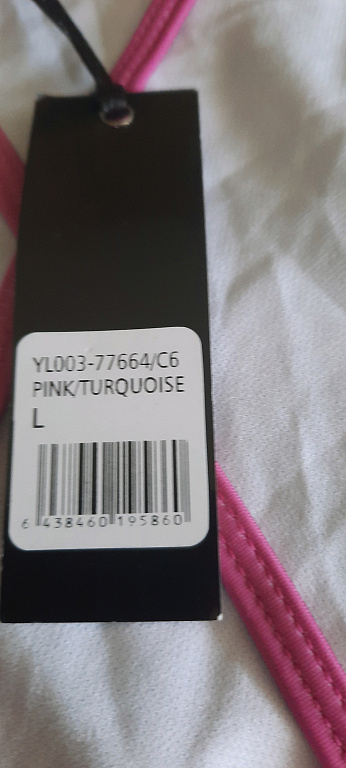 YL003-77664/C6
PINK/TURQUOISE
L
6 438460 195860